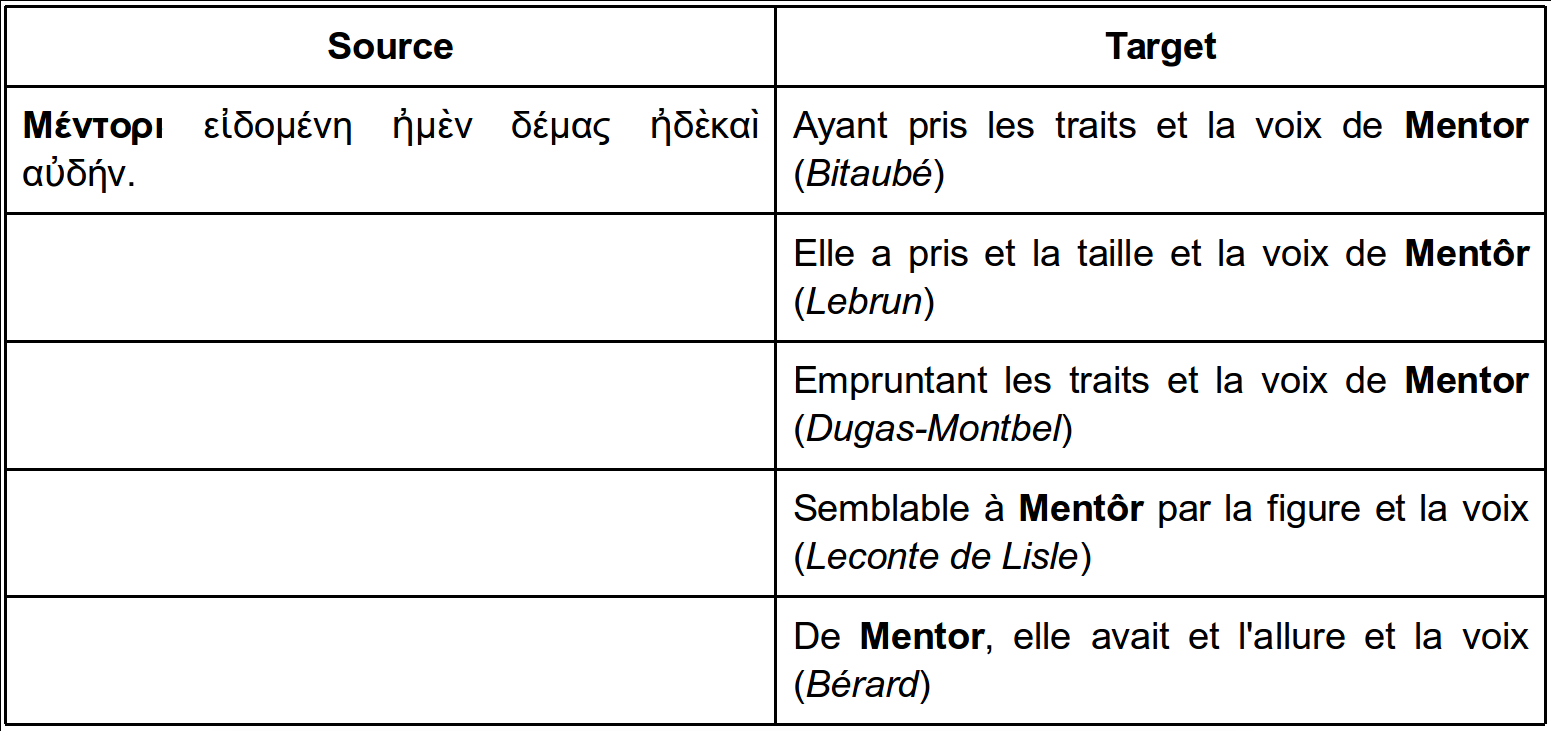 Source
Target
Μέντορι εἰδομένη ἠμὲν δέμας ἠδὲκαὶ
αὐδήν.
Ayant pris les traits et la voix de Mentor
(Bitaubé)
Elle a pris et la taille et la voix de Mentôr
(Lebrun)
Empruntant les traits et la voix de Mentor
(Dugas-Montbel)
Semblable à Mentôr par la figure et la voix
(Leconte de Lisle)
De Mentor, elle avait et l'allure et la voix
(Bérard)